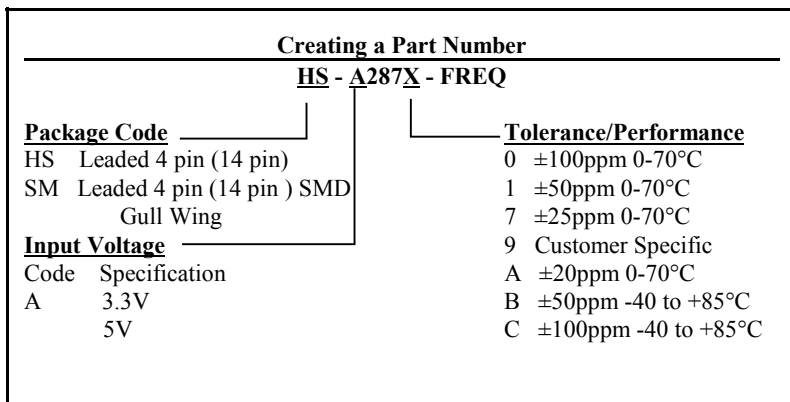 Creating a Part Number
HS - A287X - FREQ
Package Code
HS Leaded 4 pin (14 pin)
SM Leaded 4 pin (14 pin ) SMD
Gull Wing
Input Voltage
Code Specification
A 3.3V
5V
Tolerance/Performance
0 ±100ppm 0-70°C
1 ±50ppm 0-70°C
7 ±25ppm 0-70°C
9 Customer Specific
A ±20ppm 0-70°C
B ±50ppm -40 to +85°C
C ±100ppm -40 to +85°C